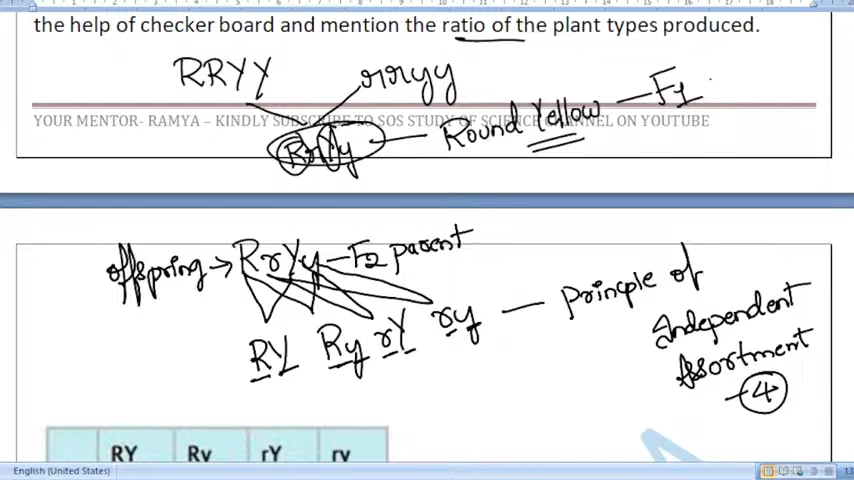 the help of checker board and mention the ratio of the plant types produced.
RRYY rryy
YOUR MENTOR- RAMYA – KINDLY SUBSCRIBE TO SOS STUDY OF SCIENCE CHANNEL ON YOUTUBE
RrYy — Round Yellow — F1
offspring → RrYy — F2 parent
RY Ry rY ry — Principle of
Independent
Assortment
- 4
RY Ry rY ry
English (United States)